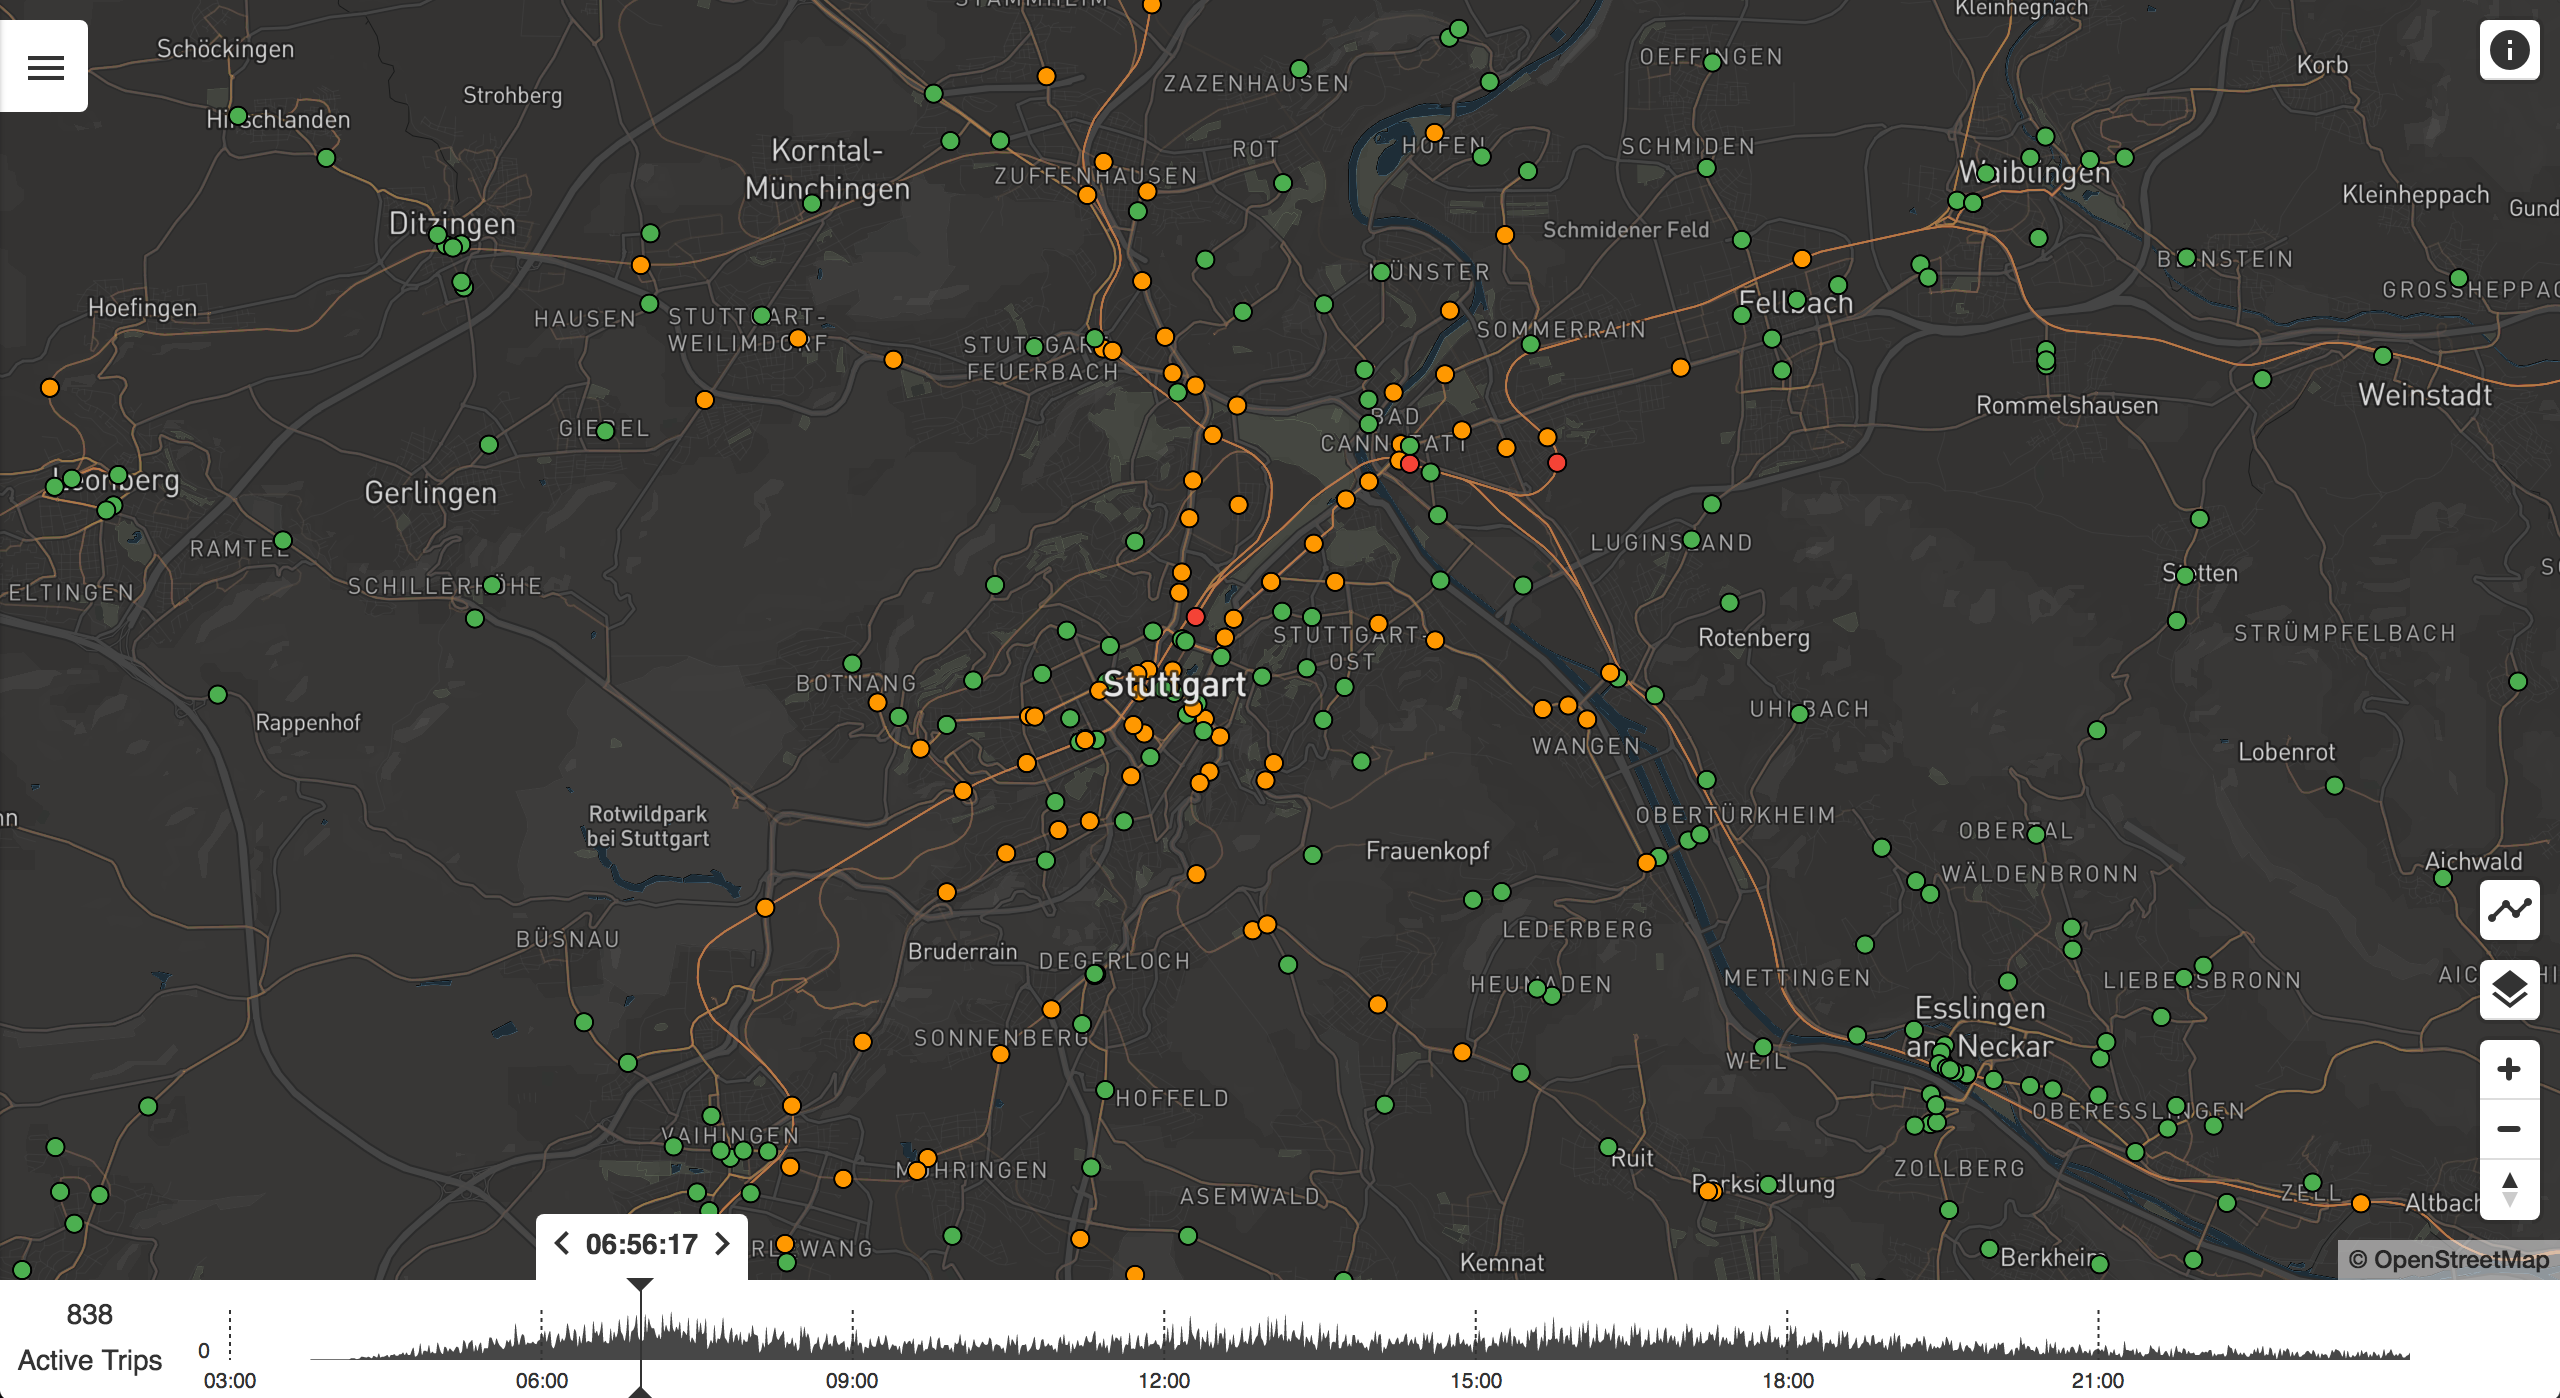 STAMMHEIM
Kleinhegnach
Schöckingen
OEFFINGEN
Korb
ZAZENHAUSEN
Strohberg
Hirschlanden
HOFEN
SCHMIDEN
ROT
Korntal-
Münchingen
ZUFFENHAUSEN
Waiblingen
Kleinheppach
Gund
Ditzingen
Schmidener Feld
BEINSTEIN
MÜNSTER
GROSSHEPPAC
Hoefingen
HAUSEN
STUTTGART-
WEILIMDORF
Fellbach
SOMMERRAIN
STUTTGART-
FEUERBACH
Weinstadt
Rommelshausen
BAD
CANNSTATT
GIEBEL
Leonberg
Gerlingen
RAMTEL
LUGINSLAND
SCHILLERHÖHE
ELTINGEN
Stetten
STUTTGART-
OST
Rotenberg
STRÜMPFELBACH
BOTNANG
Stuttgart
UHLBACH
Rappenhof
WANGEN
Lobenrot
Rotwildpark
bei Stuttgart
OBERTÜRKHEIM
OBERTAL
Frauenkopf
Aichwald
WÄLDENBRONN
BÜSNAU
LEDERBERG
Bruderrain
DEGERLOCH
HEUMADEN
METTINGEN
LIEBERSBRONN
AIC
HI
Esslingen
am Neckar
SONNENBERG
WEIL
HOFFELD
OBERESSLINGEN
VAIHINGEN
MÖHRINGEN
Ruit
ZOLLBERG
Parksiedlung
ASEMWALD
ZELL
Altbach
RLEWANG
Kemnat
Berkheim
© OpenStreetMap
06:56:17
838
Active Trips
0
03:00
06:00
09:00
12:00
15:00
18:00
21:00